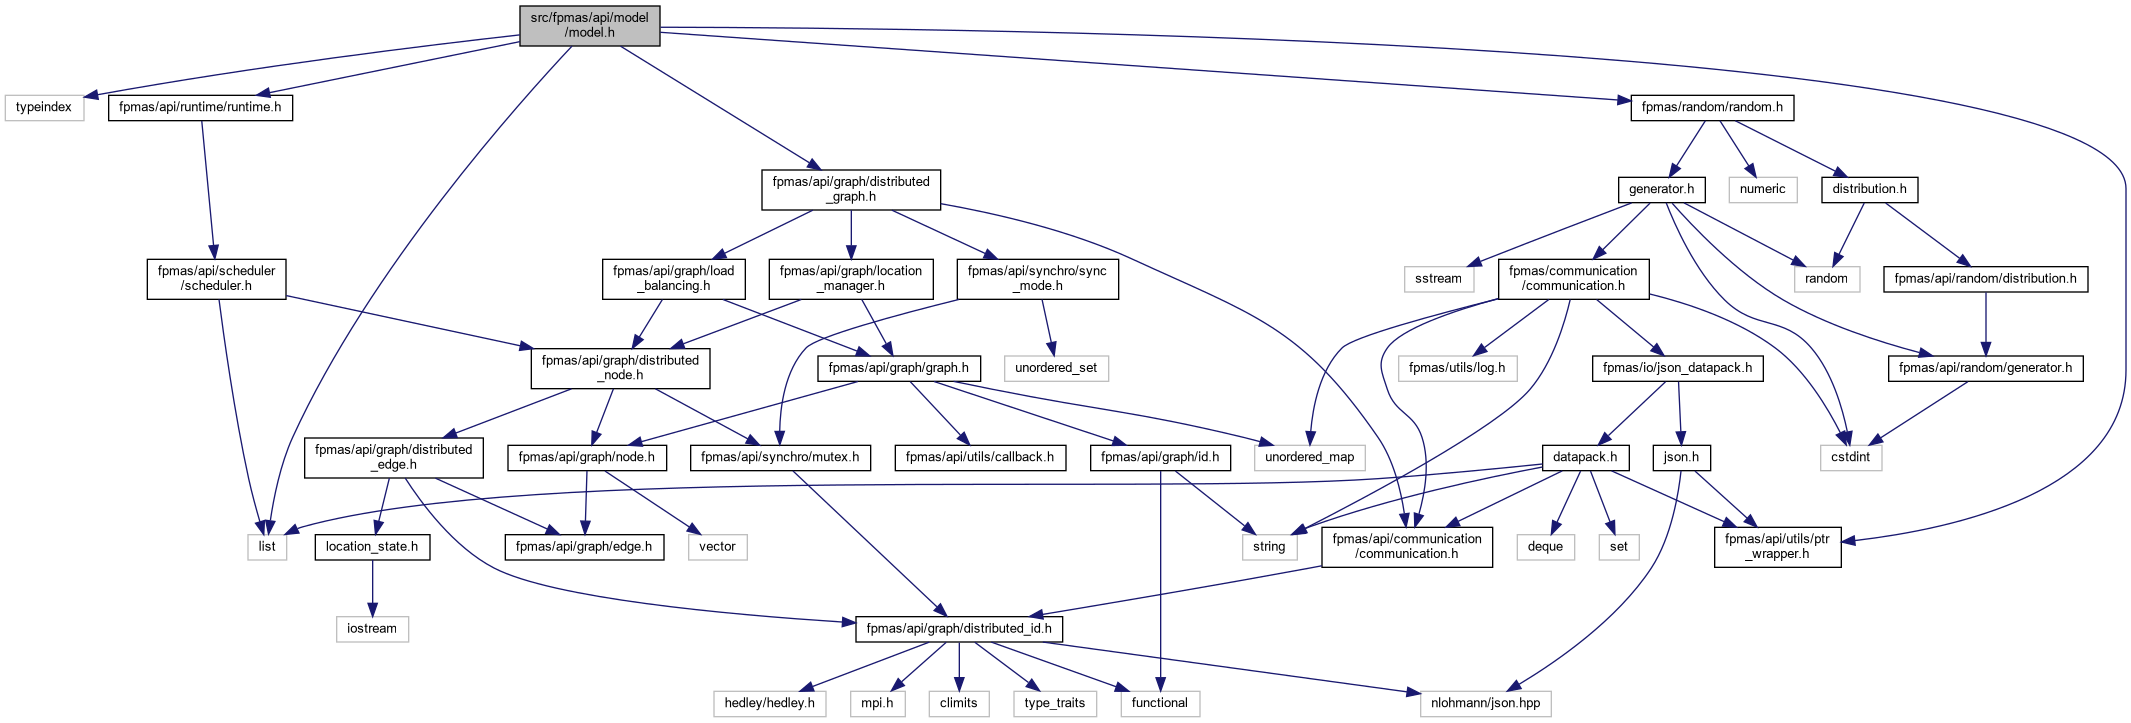 src/fpmas/api/model
/model.h
typeindex
fpmas/api/runtime/runtime.h
fpmas/random/random.h
fpmas/api/graph/distributed
_graph.h
generator.h
numeric
distribution.h
fpmas/api/scheduler
/scheduler.h
fpmas/api/graph/load
_balancing.h
fpmas/api/graph/location
_manager.h
fpmas/api/synchro/sync
_mode.h
sstream
fpmas/communication
/communication.h
random
fpmas/api/random/distribution.h
fpmas/api/graph/distributed
_node.h
fpmas/api/graph/graph.h
unordered_set
fpmas/utils/log.h
fpmas/io/json_datapack.h
fpmas/api/random/generator.h
fpmas/api/graph/distributed
_edge.h
fpmas/api/graph/node.h
fpmas/api/synchro/mutex.h
fpmas/api/utils/callback.h
fpmas/api/graph/id.h
unordered_map
datapack.h
json.h
cstdint
list
location_state.h
fpmas/api/graph/edge.h
vector
string
fpmas/api/communication
/communication.h
deque
set
fpmas/api/utils/ptr
_wrapper.h
iostream
fpmas/api/graph/distributed_id.h
hedley/hedley.h
mpi.h
climits
type_traits
functional
nlohmann/json.hpp